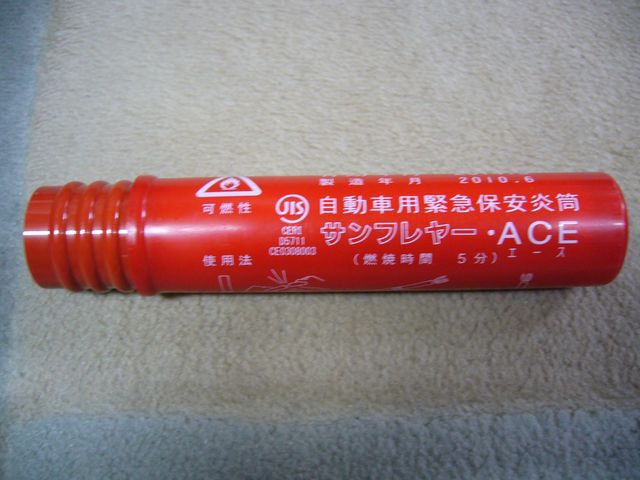 製造年月 2010.6
可燃性
JIS
CERI
D5711
CE0308003
自動車用緊急保安炎筒
サンフレヤー・ACE
エース
使用法
(燃焼時間 5分)